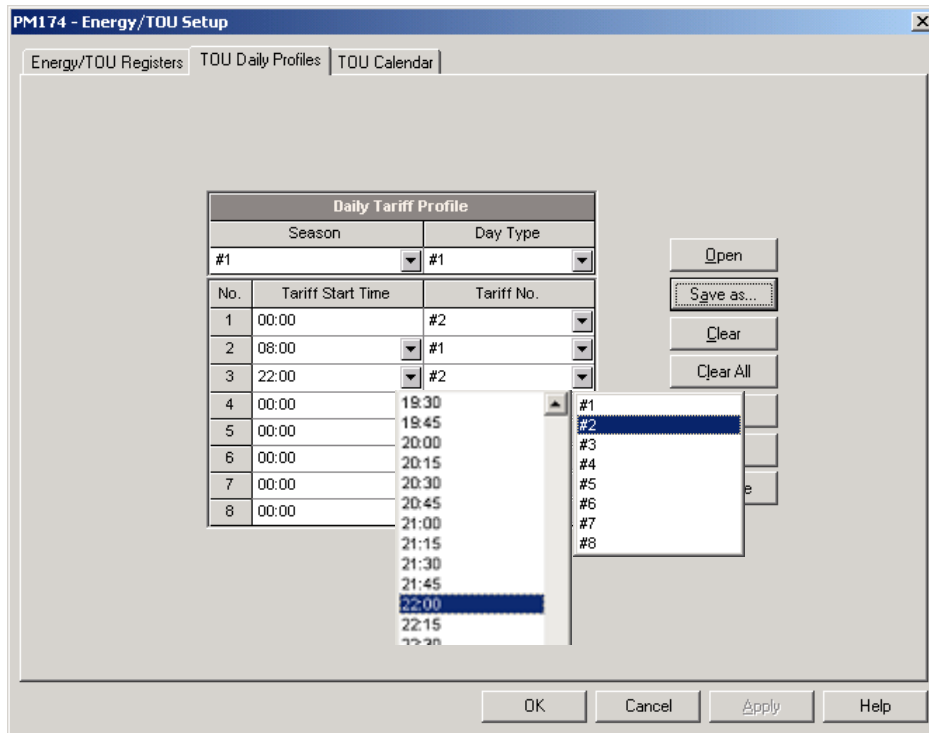 PM174 - Energy/TOU Setup
Energy/TOU Registers TOU Daily Profiles TOU Calendar
Daily Tariff Profile
Season Day Type
#1 #1
No. Tariff Start Time Tariff No.
1 00:00 #2
2 08:00 #1
3 22:00 #2
4 00:00
5 00:00
6 00:00
7 00:00
8 00:00
19:30
19:45
20:00
20:15
20:30
20:45
21:00
21:15
21:30
21:45
22:00
22:15
22:30
#1
#2
#3
#4
#5
#6
#7
#8
Open
Save as...
Clear
Clear All
e
OK Cancel Apply Help